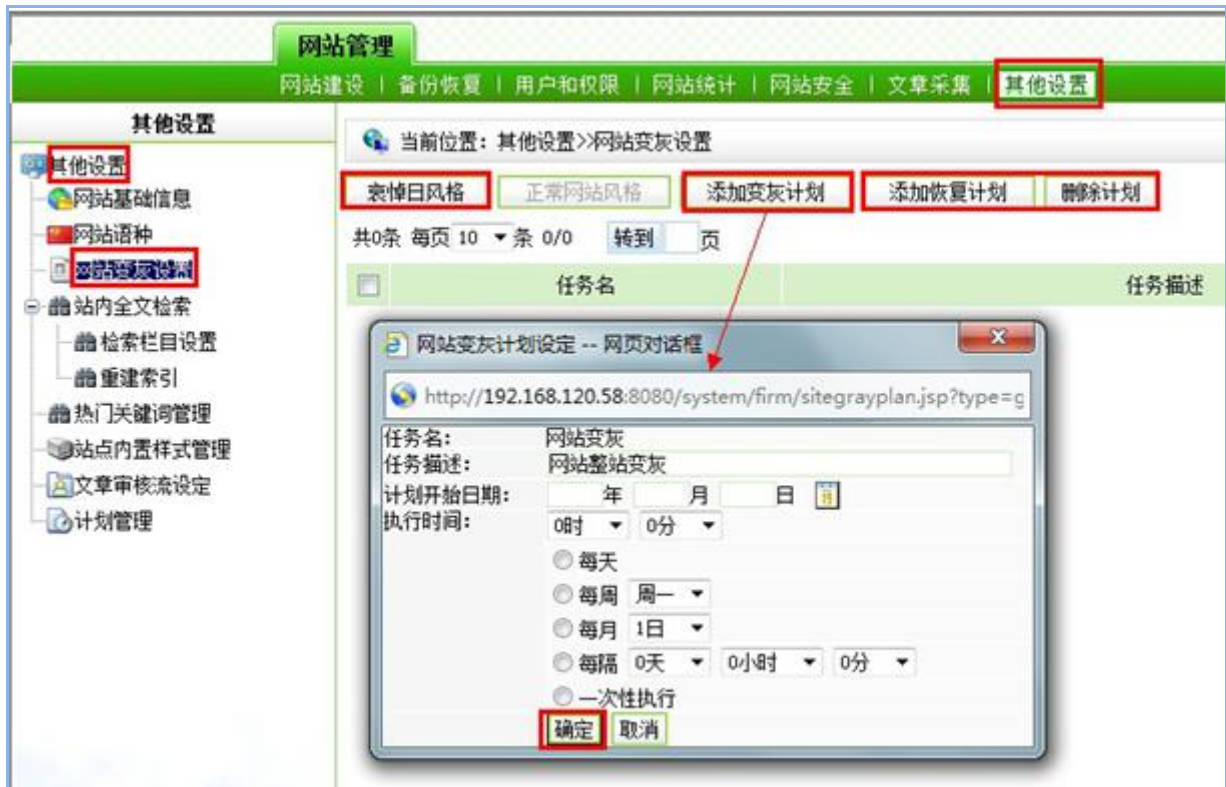 网站管理
网站建设 | 备份恢复 | 用户和权限 | 网站统计 | 网站安全 | 文章采集 | 其他设置
其他设置
当前位置：其他设置>>网站变灰设置
其他设置
网站基础信息
网站语种
网站变灰设置
站内全文检索
检索栏目设置
重建索引
热门关键词管理
站点内置样式管理
文章审核流设定
计划管理
哀悼日风格 正常网站风格 添加变灰计划 添加恢复计划 删除计划
共0条 每页 10 条 0/0 转到 页
任务名 任务描述
网站变灰计划设定 -- 网页对话框
http://192.168.120.58:8080/system/firm/sitegrayplan.jsp?type=g
任务名： 网站变灰
任务描述： 网站整站变灰
计划开始日期： 年 月 日
执行时间： 0时 0分
每天
每周 周一
每月 1日
每隔 0天 0小时 0分
一次性执行
确定 取消